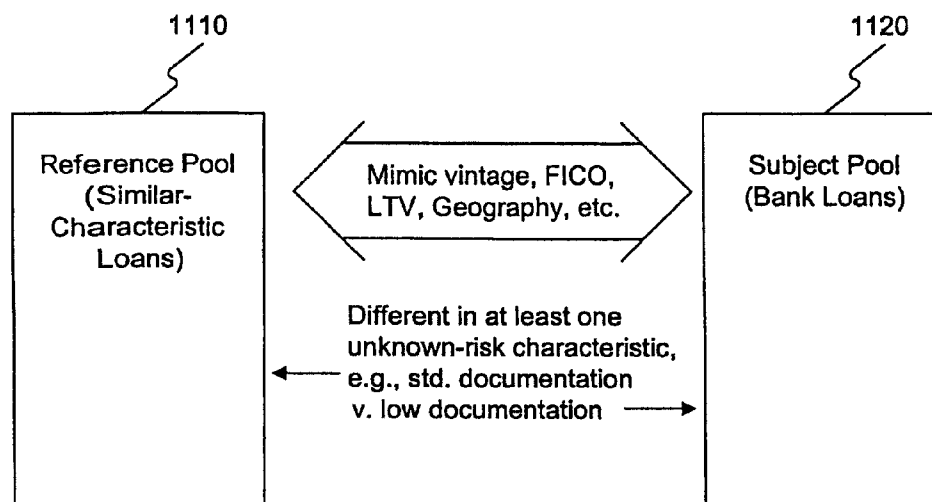 1110
1120
Reference Pool
(Similar-
Characteristic
Loans)
Mimic vintage, FICO,
LTV, Geography, etc.
Subject Pool
(Bank Loans)
Different in at least one
unknown-risk characteristic,
e.g., std. documentation
v. low documentation